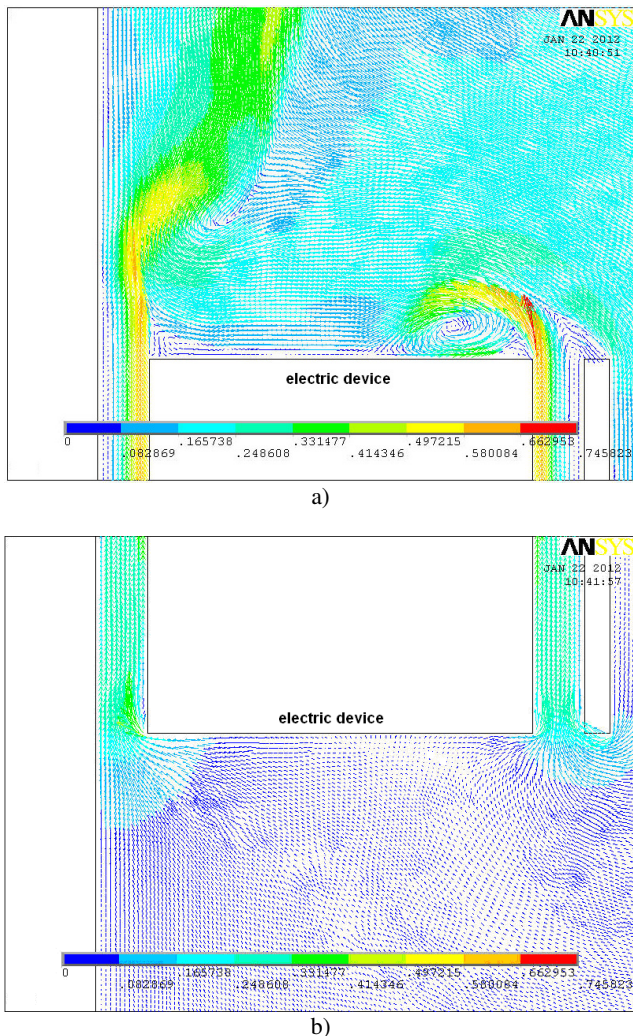 ANSYS
JAN 22 2012
10:40:51
electric device
0 .165738 .331477 .497215 .662953
.082869 .248608 .414346 .580084 .745823
a)
ANSYS
JAN 22 2012
10:41:57
electric device
0 .165738 .331477 .497215 .662953
.082869 .248608 .414346 .580084 .745823
b)